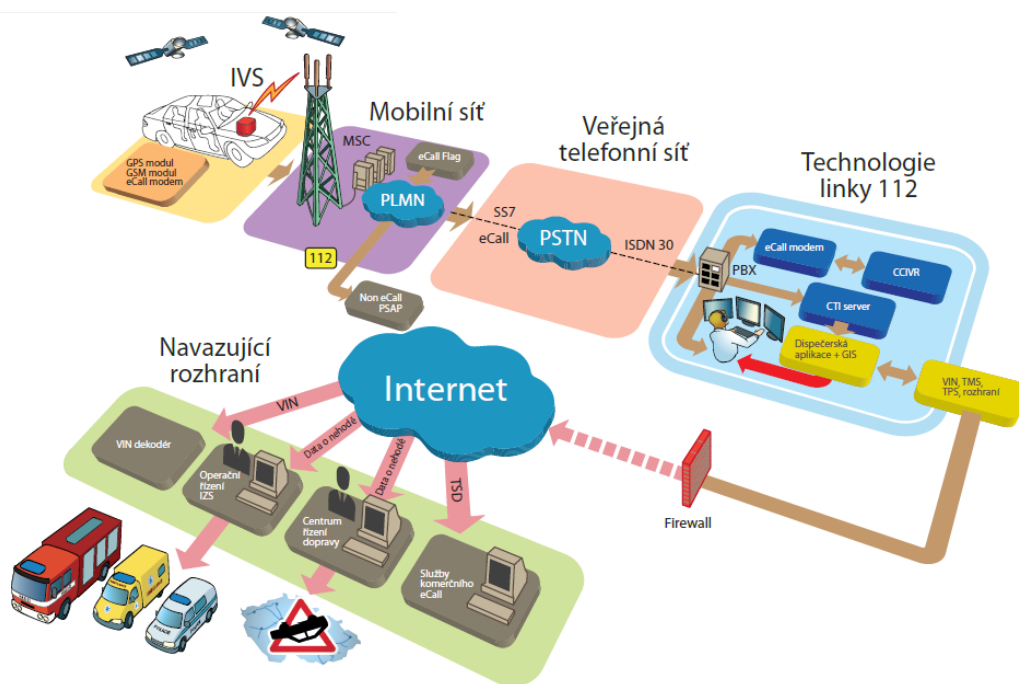 IVS
GPS modul
GSM modul
eCall modem
Mobilní síť
MSC
eCall Flag
PLMN
112
Non eCall
PSAP
Veřejná
telefonní síť
SS7
eCall
PSTN
ISDN 30
Technologie
linky 112
PBX
eCall modem
CCIVR
CTI server
Dispečerská
aplikace + GIS
VIN, TMS,
TPS, rozhraní
Firewall
Internet
Navazující
rozhraní
VIN
Data o nehodě
Data o nehodě
TSD
VIN dekodér
Operační
řízení
IZS
Centrum
řízení
dopravy
Služby
komerčního
eCall
POLICE